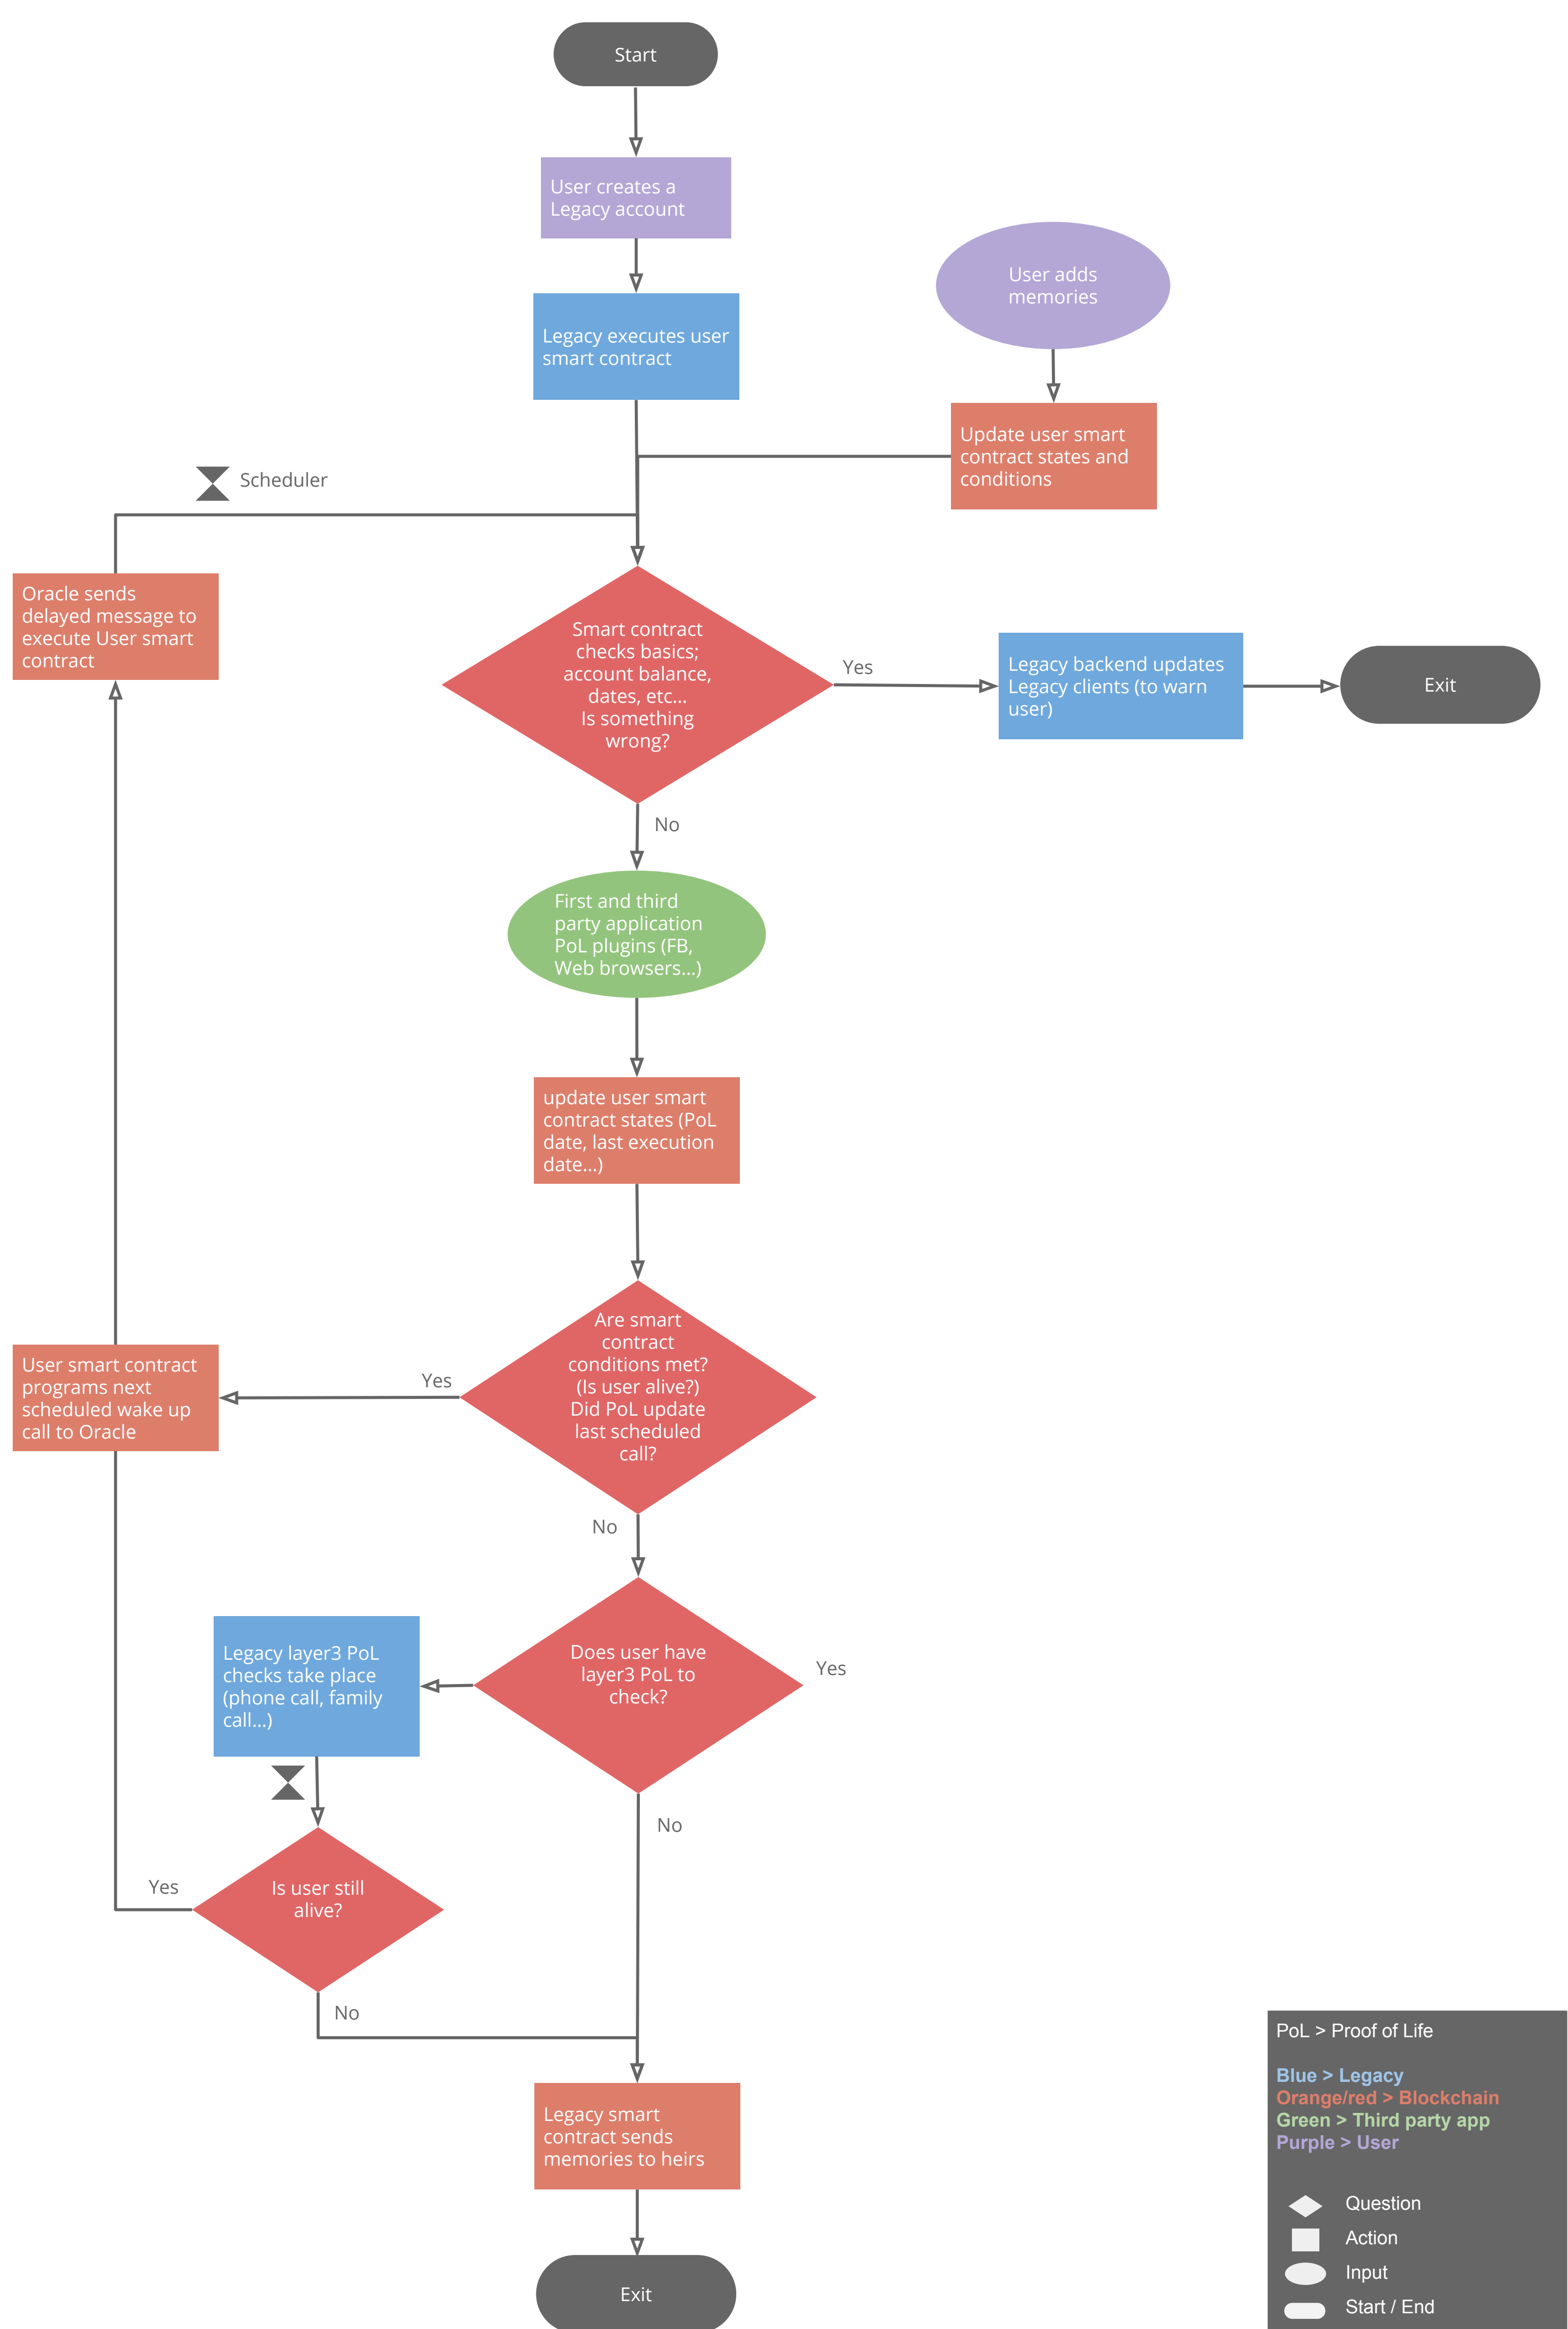 Start
User creates a
Legacy account
User adds
memories
Legacy executes user
smart contract
Update user smart
contract states and
conditions
Scheduler
Oracle sends
delayed message to
execute User smart
contract
Smart contract
checks basics;
account balance,
dates, etc...
Is something
wrong?
Yes
Legacy backend updates
Legacy clients (to warn
user)
Exit
No
First and third
party application
PoL plugins (FB,
Web browsers...)
update user smart
contract states (PoL
date, last execution
date...)
Are smart
contract
conditions met?
(Is user alive?)
Did PoL update
last scheduled
call?
Yes
User smart contract
programs next
scheduled wake up
call to Oracle
No
Does user have
layer3 PoL to
check?
Yes
Legacy layer3 PoL
checks take place
(phone call, family
call...)
No
Is user still
alive?
Yes
No
Legacy smart
contract sends
memories to heirs
Exit
PoL > Proof of Life
Blue > Legacy
Orange/red > Blockchain
Green > Third party app
Purple > User
Question
Action
Input
Start / End